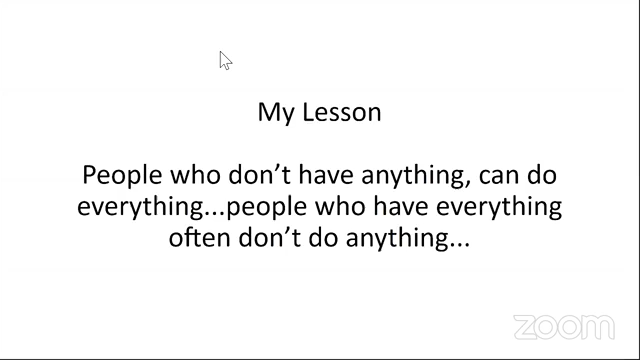 My Lesson
People who don’t have anything, can do
everything...people who have everything
often don’t do anything...
zoom